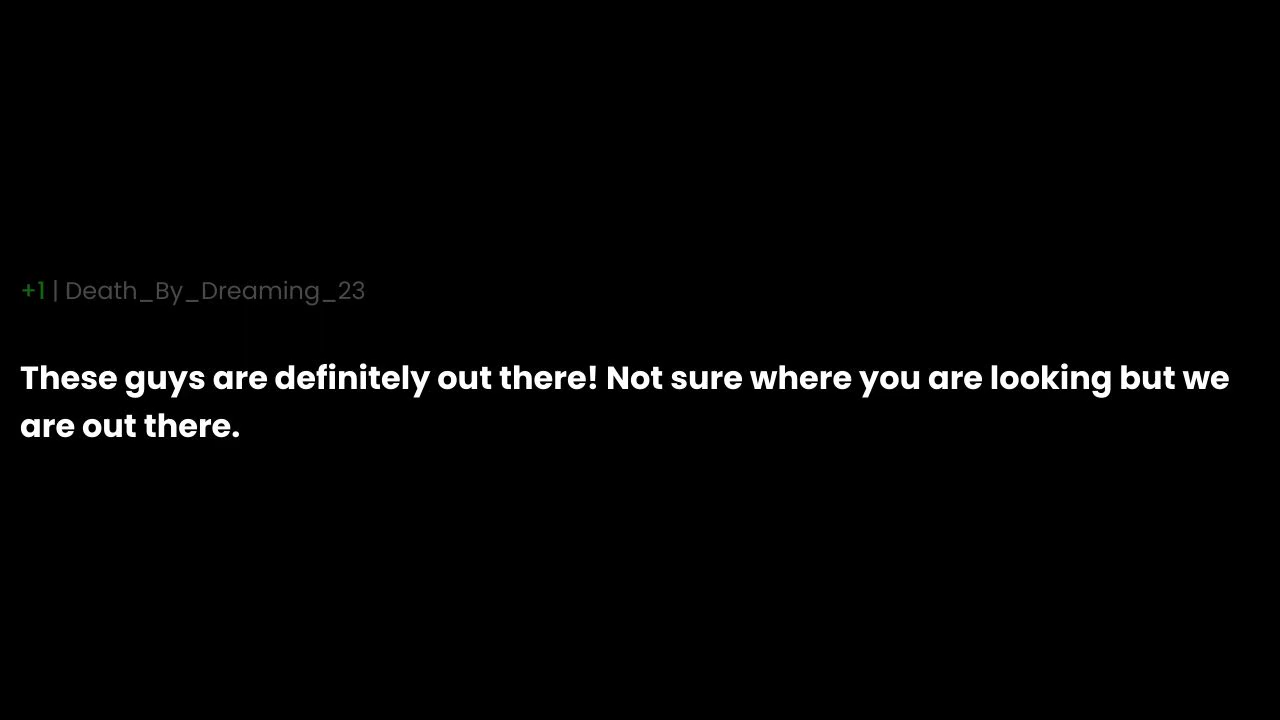 +1 | Death_By_Dreaming_23
These guys are definitely out there! Not sure where you are looking but we
are out there.